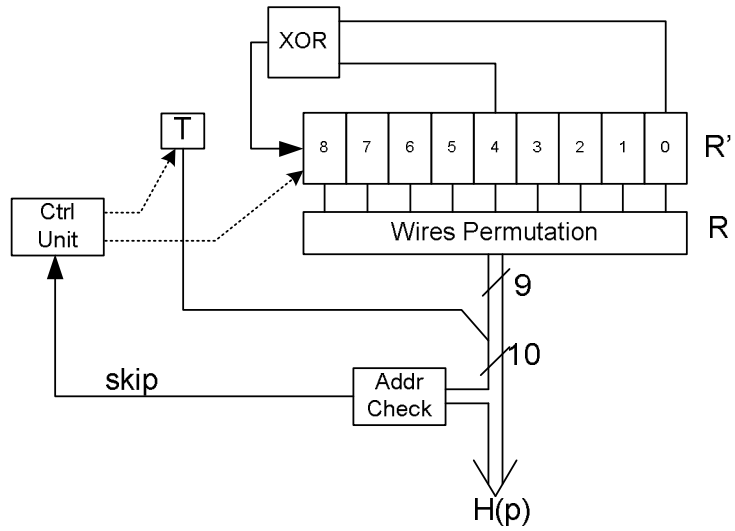 XOR
T
8 7 6 5 4 3 2 1 0
R’
Ctrl
Unit
Wires Permutation
R
9
10
skip
Addr
Check
H(p)